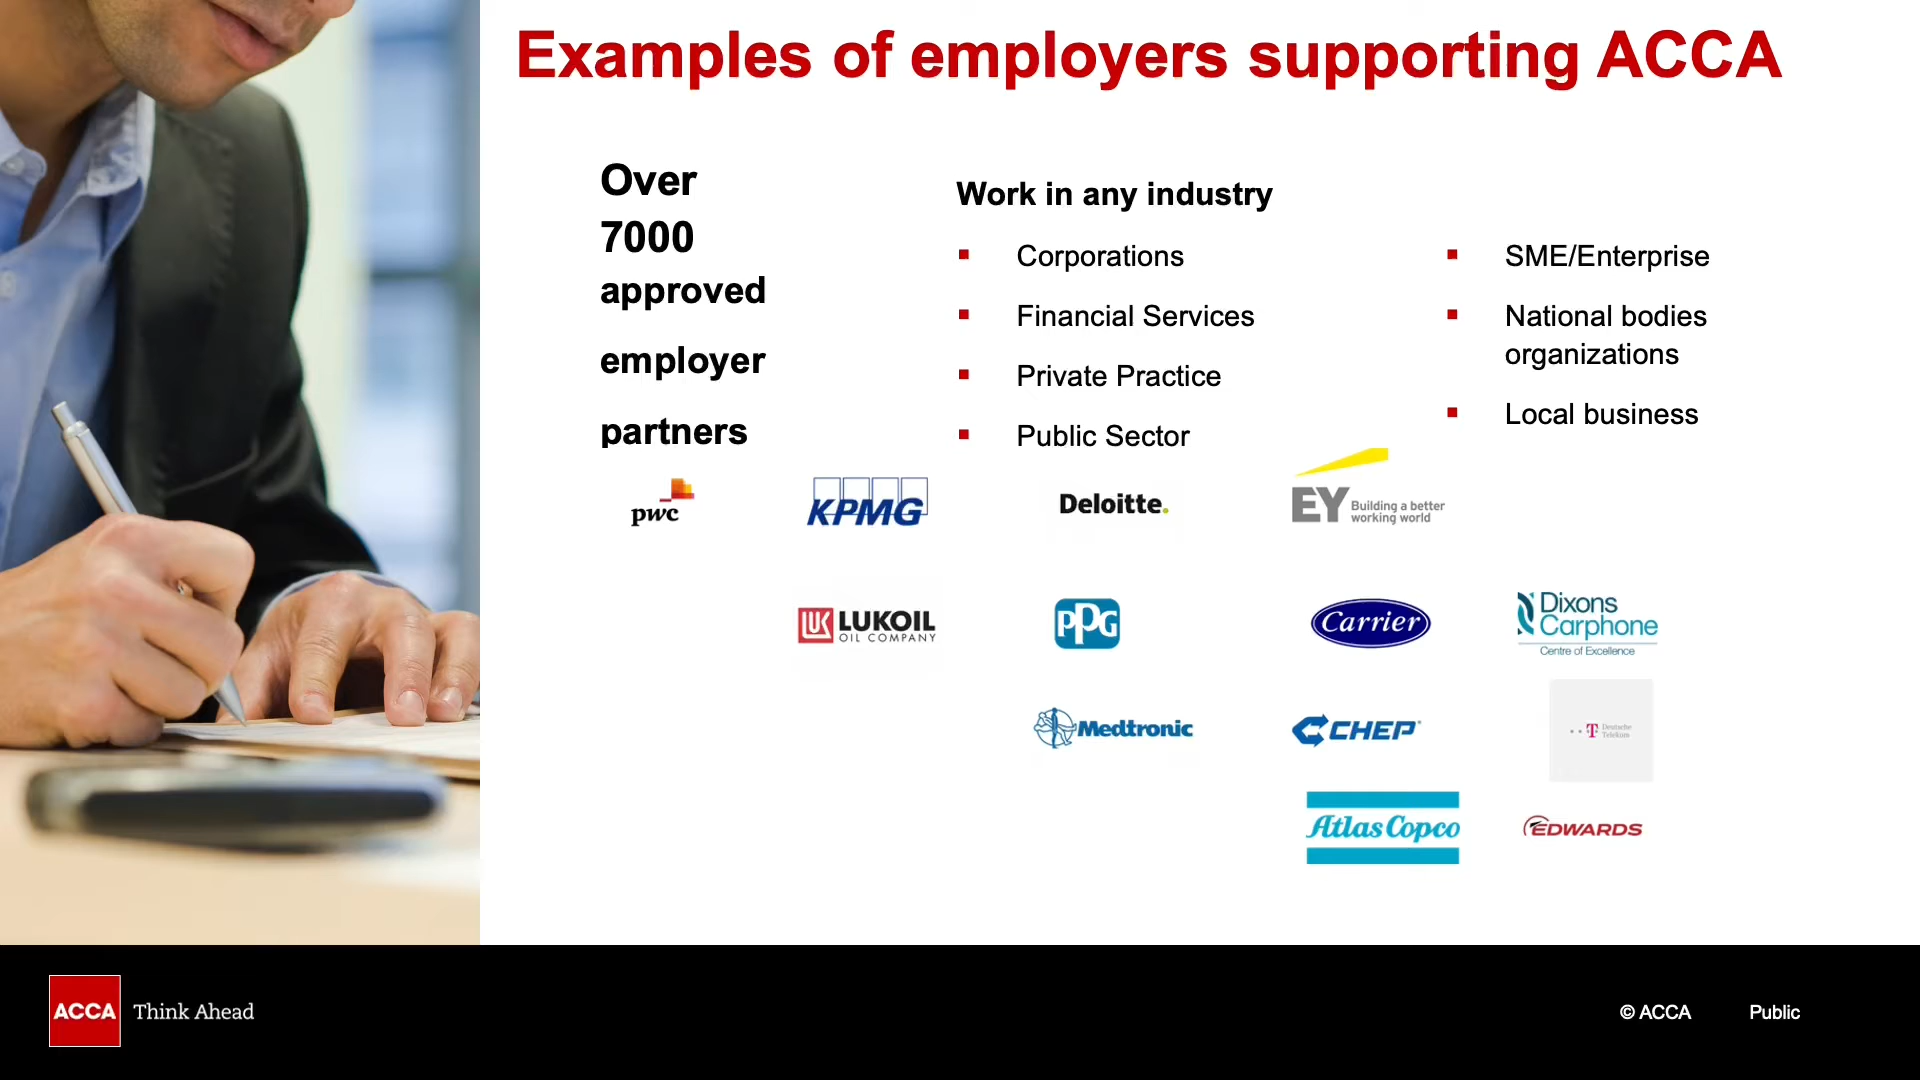 Examples of employers supporting ACCA
Over
7000
approved
employer
partners
Work in any industry
Corporations
Financial Services
Private Practice
Public Sector
SME/Enterprise
National bodies
organizations
Local business
pwc
KPMG
Deloitte.
EY Building a better
working world
LUK LUKOIL
OIL COMPANY
PPG
Carrier
Dixons
Carphone
Centre of Excellence
Medtronic
CHEP
T Deutsche
Telekom
Atlas Copco
EDWARDS
ACCA Think Ahead
© ACCA Public